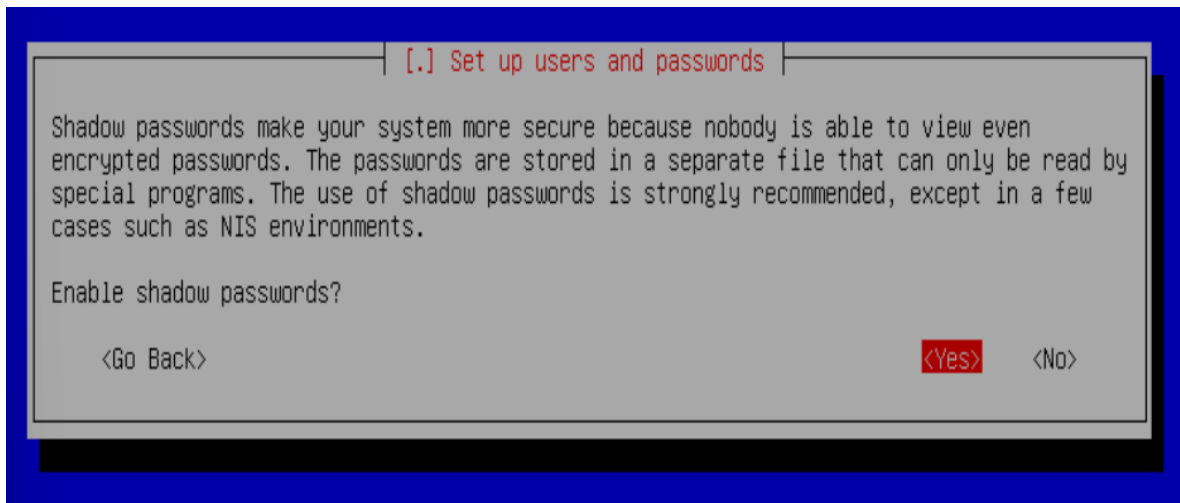 [.] Set up users and passwords
Shadow passwords make your system more secure because nobody is able to view even
encrypted passwords. The passwords are stored in a separate file that can only be read by
special programs. The use of shadow passwords is strongly recommended, except in a few
cases such as NIS environments.
Enable shadow passwords?
<Go Back> <Yes> <No>